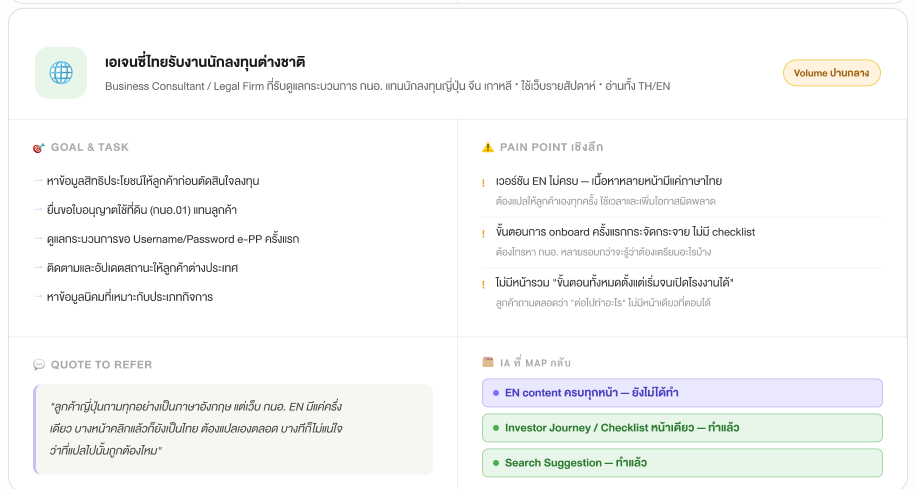 เอเจนซี่ไทยรับงานนักลงทุนต่างชาติ
Business Consultant / Legal Firm ที่รับดูแลกระบวนการ กนอ. แทนนักลงทุนญี่ปุ่น จีน เกาหลี * ใช้เว็บรายสัปดาห์ * อ่านทั้ง TH/EN
Volume ปานกลาง
GOAL & TASK
→ หาข้อมูลสิทธิประโยชน์ให้ลูกค้าก่อนตัดสินใจลงทุน
→ ยื่นขอใบอนุญาตใช้ที่ดิน (กนอ.01) แทนลูกค้า
→ ดูแลกระบวนการขอ Username/Password e-PP ครั้งแรก
→ ติดตามและอัปเดตสถานะให้ลูกค้าต่างประเทศ
→ หาข้อมูลนิคมที่เหมาะกับประเภทกิจการ
PAIN POINT เชิงลึก
! เวอร์ชัน EN ไม่ครบ — เนื้อหาหลายหน้ามีแค่ภาษาไทย
ต้องแปลให้ลูกค้าเองทุกครั้ง ใช้เวลาและเพิ่มโอกาสผิดพลาด
! ขั้นตอนการ onboard ครั้งแรกกระจัดกระจาย ไม่มี checklist
ต้องโทรหา กนอ. หลายรอบกว่าจะรู้ว่าต้องเตรียมอะไรบ้าง
! ไม่มีหน้ารวม "ขั้นตอนทั้งหมดตั้งแต่เริ่มจนเปิดโรงงานได้"
ลูกค้าถามตลอดว่า "ต่อไปทำอะไร" ไม่มีหน้าเดียวที่ตอบได้
QUOTE TO REFER
"ลูกค้าญี่ปุ่นถามทุกอย่างเป็นภาษาอังกฤษ แต่เว็บ กนอ. EN มีแค่ครึ่ง
เดียว บางหน้าคลิกแล้วก็ยังเป็นไทย ต้องแปลเองตลอด บางทีก็ไม่แน่ใจ
ว่าที่แปลไปนั้นถูกต้องไหม"
IA ที่ MAP กลับ
EN content ครบทุกหน้า — ยังไม่ได้ทำ
Investor Journey / Checklist หน้าเดียว — ทำแล้ว
Search Suggestion — ทำแล้ว